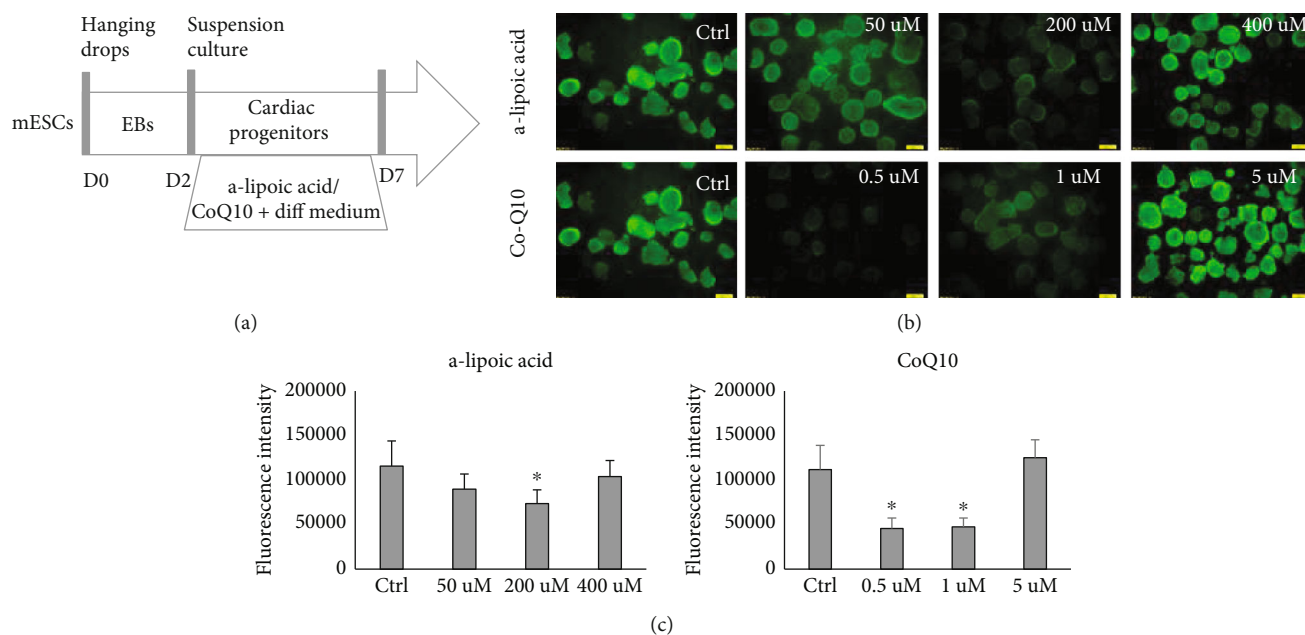 Hanging
drops
Suspension
culture
mESCs
EBs
Cardiac
progenitors
D0
D2
D7
a-lipoic acid/
CoQ10 + diff medium
(a)
a-lipoic acid
Ctrl
50 uM
200 uM
400 uM
Co-Q10
Ctrl
0.5 uM
1 uM
5 uM
(b)
a-lipoic acid
Fluorescence intensity
200000
150000
100000
50000
0
*
Ctrl
50 uM
200 uM
400 uM
CoQ10
Fluorescence intensity
200000
150000
100000
50000
0
*
*
Ctrl
0.5 uM
1 uM
5 uM
(c)